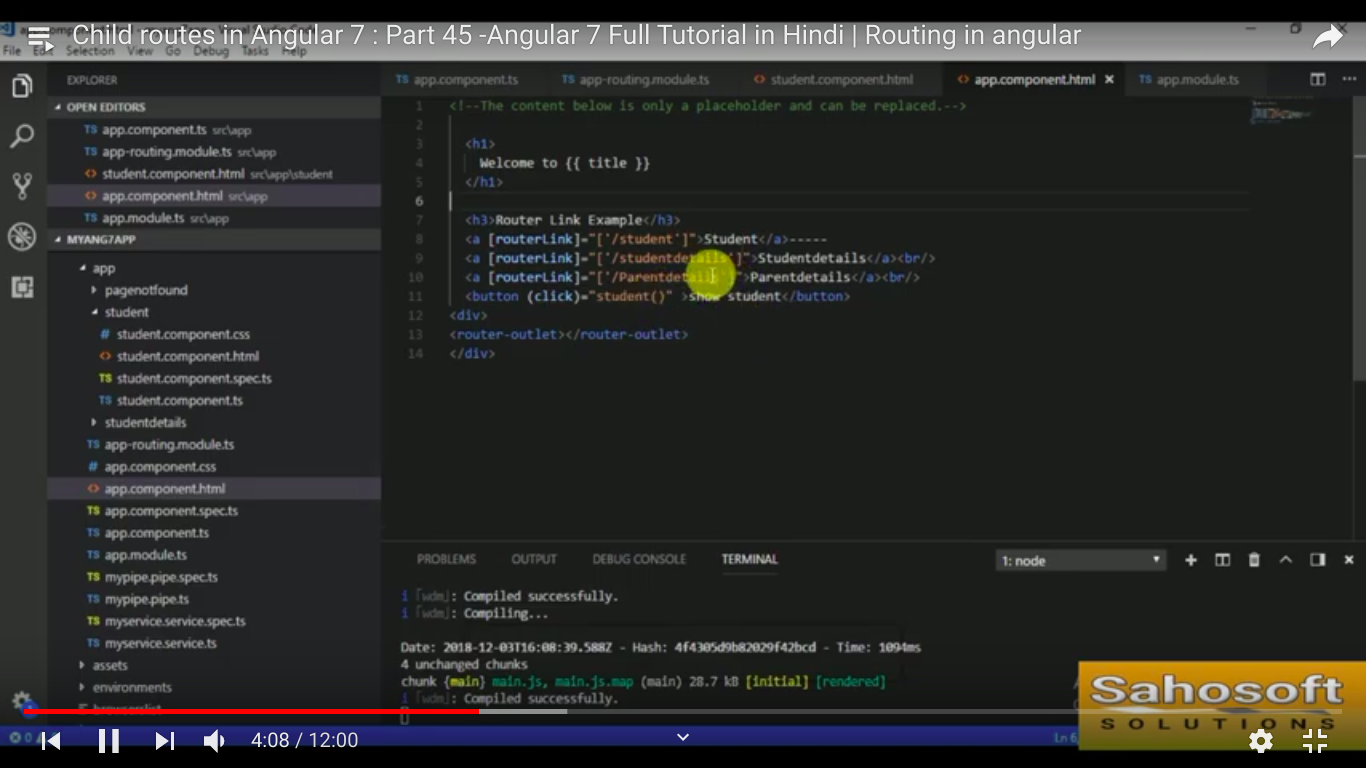 Child routes in Angular 7 : Part 45 -Angular 7 Full Tutorial in Hindi | Routing in angular
File Edit Selection View Go Debug Tasks Help
EXPLORER
OPEN EDITORS
TS app.component.ts src\app
TS app-routing.module.ts src\app
<> student.component.html src\app\student
<> app.component.html src\app
TS app.module.ts src\app
MYANG7APP
app
pagenotfound
student
# student.component.css
<> student.component.html
TS student.component.spec.ts
TS student.component.ts
studentdetails
TS app-routing.module.ts
# app.component.css
<> app.component.html
TS app.component.spec.ts
TS app.component.ts
TS app.module.ts
TS mypipe.pipe.spec.ts
TS mypipe.pipe.ts
TS myservice.service.spec.ts
TS myservice.service.ts
assets
environments
browserslist
TS app.component.ts TS app-routing.module.ts <> student.component.html <> app.component.html × TS app.module.ts
1 <!--The content below is only a placeholder and can be replaced.-->
2
3 <h1>
4 Welcome to {{ title }}
5 </h1>
6
7 <h3>Router Link Example</h3>
8 <a [routerLink]="['/student']">Student</a>-----
9 <a [routerLink]="['/studentdetails']">Studentdetails</a><br/>
10 <a [routerLink]="['/Parentdetails']">Parentdetails</a><br/>
11 <button (click)="student()" >show student</button>
12 <div>
13 <router-outlet></router-outlet>
14 </div>
PROBLEMS OUTPUT DEBUG CONSOLE TERMINAL 1: node
i ｢wdm｣: Compiled successfully.
i ｢wdm｣: Compiling...
Date: 2018-12-03T16:08:39.588Z - Hash: 4f4305d9b82029f42bcd - Time: 1094ms
4 unchanged chunks
chunk {main} main.js, main.js.map (main) 28.7 kB [initial] [rendered]
i ｢wdm｣: Compiled successfully.
Sahosoft
SOLUTIONS
4:08 / 12:00
Ln 6,